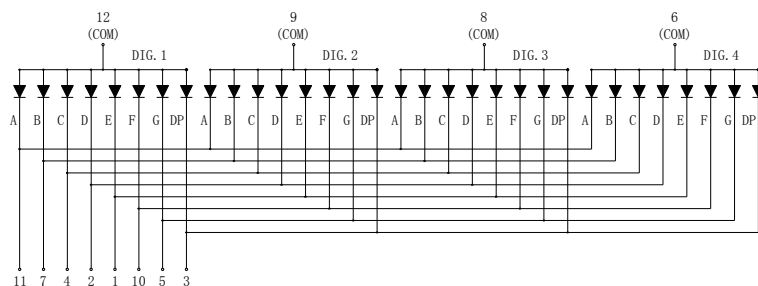 12 9 8 6
(COM) (COM) (COM) (COM)
DIG.1 DIG.2 DIG.3 DIG.4
A B C D E F G DP A B C D E F G DP A B C D E F G DP A B C D E F G DP
11 7 4 2 1 10 5 3